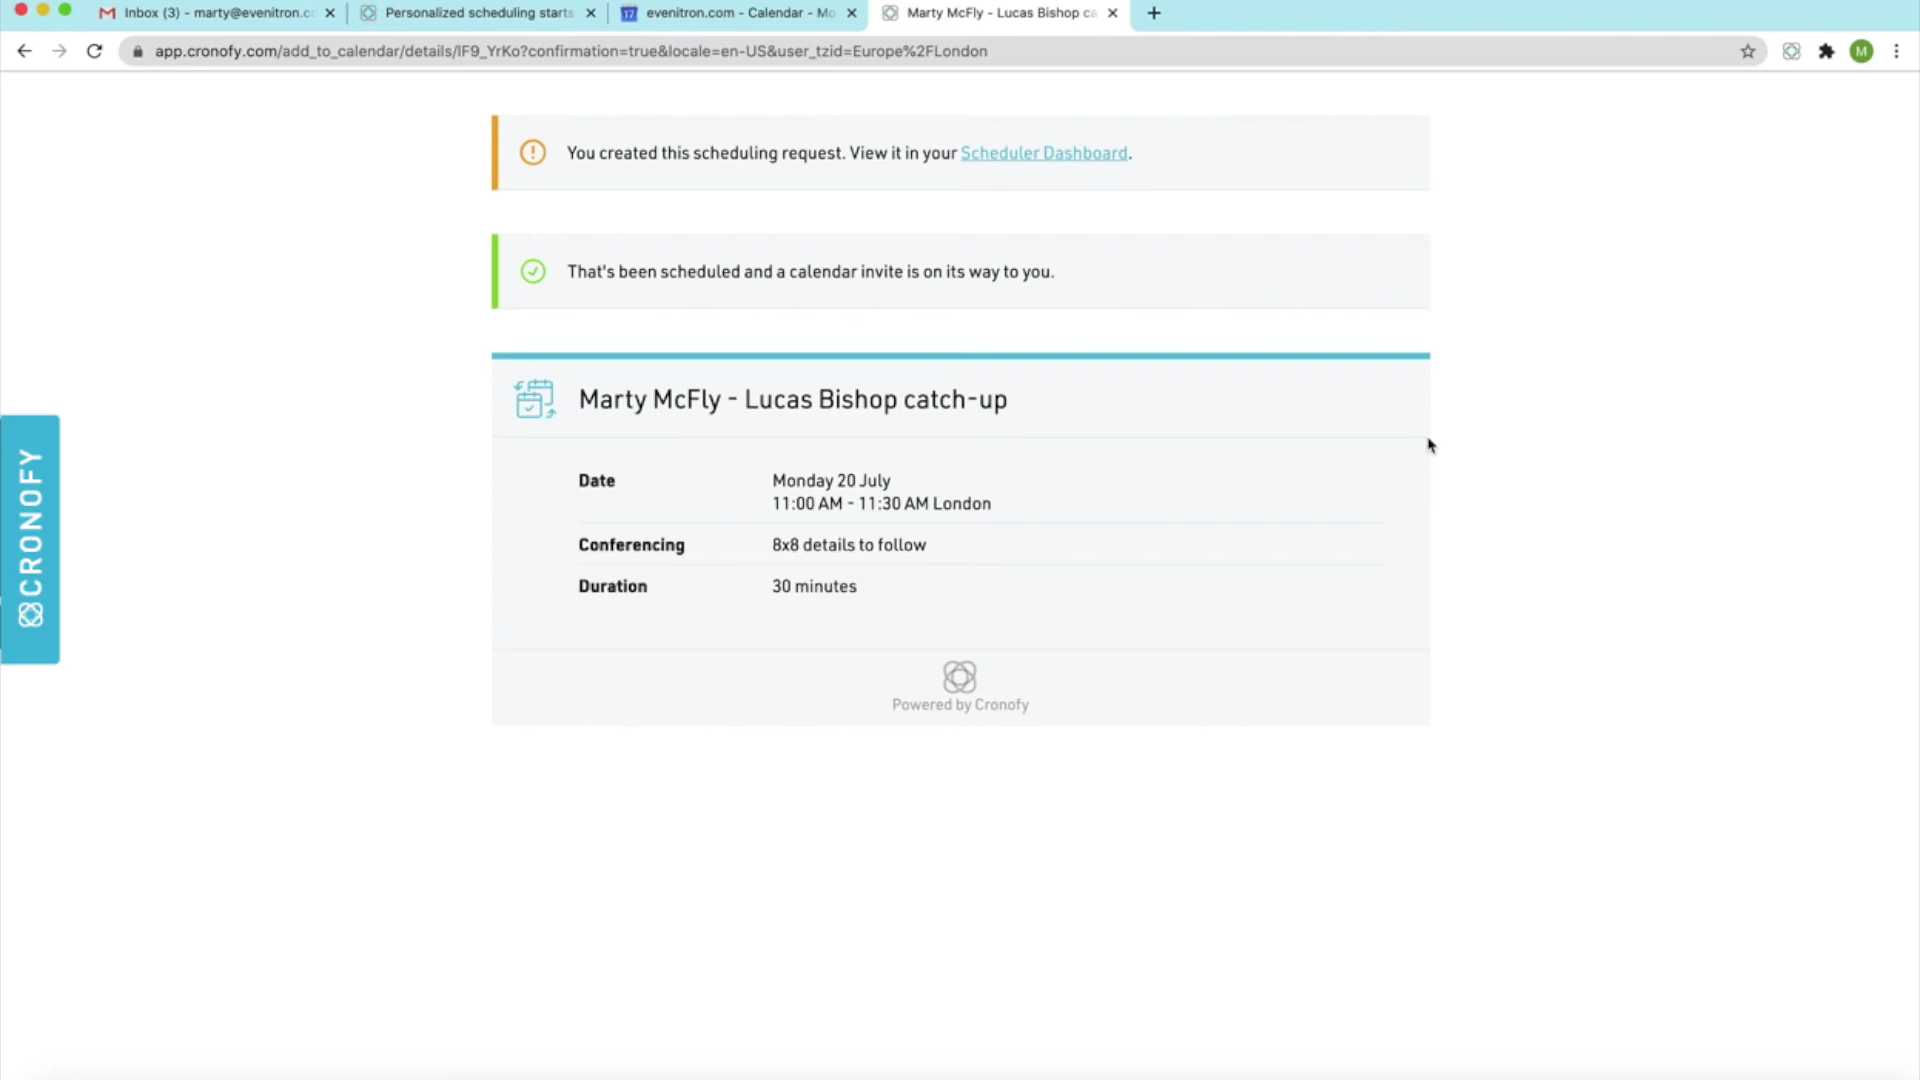 Inbox (3) - marty@evenitron.cc
Personalized scheduling starts
17
evenitron.com - Calendar - Mo
Marty McFly - Lucas Bishop ca
app.cronofy.com/add_to_calendar/details/IF9_YrKo?confirmation=true&locale=en-US&user_tzid=Europe%2FLondon
M
You created this scheduling request. View it in your Scheduler Dashboard.
That's been scheduled and a calendar invite is on its way to you.
Marty McFly - Lucas Bishop catch-up
Date
Monday 20 July
11:00 AM - 11:30 AM London
Conferencing
8x8 details to follow
Duration
30 minutes
Powered by Cronofy
CRONOFY